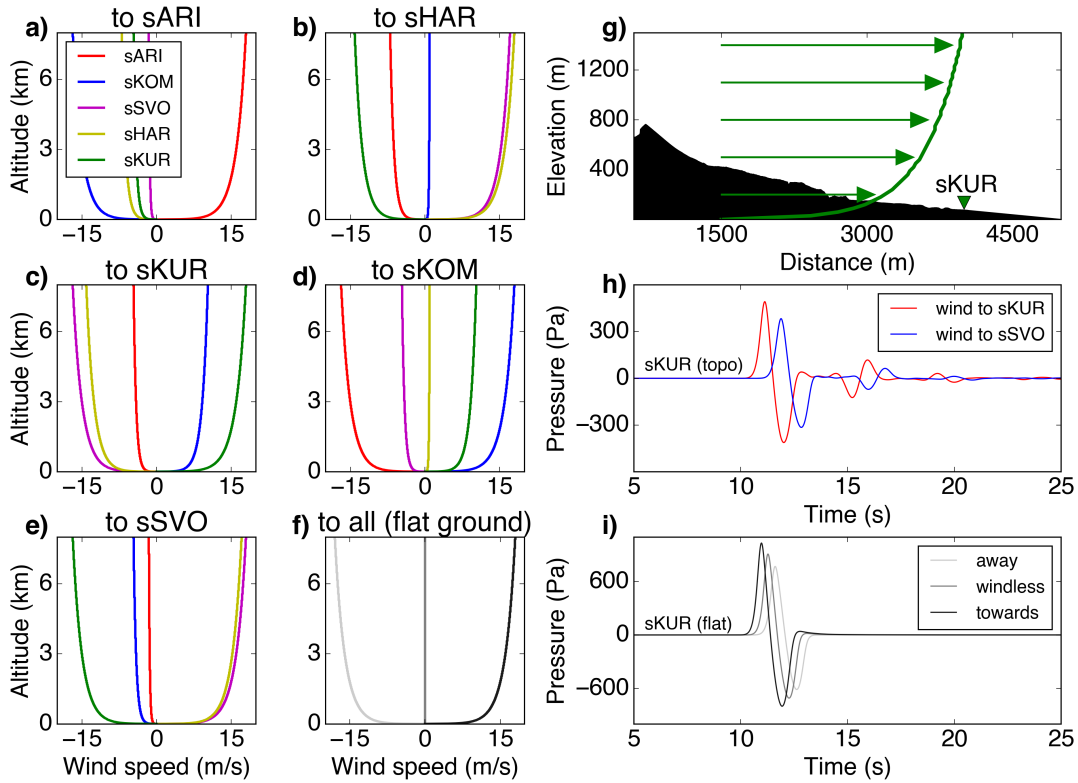 a) to sARI
Altitude (km)
6
3
0
sARI
sKOM
sSVO
sHAR
sKUR
−15 0 15
b) to sHAR
6
3
0
−15 0 15
g)
Elevation (m)
1200
800
400
sKUR
1500 3000 4500
Distance (m)
c) to sKUR
Altitude (km)
6
3
0
−15 0 15
d) to sKOM
6
3
0
−15 0 15
h)
Pressure (Pa)
300
0
−300
wind to sKUR
wind to sSVO
sKUR (topo)
5 10 15 20 25
Time (s)
e) to sSVO
Altitude (km)
6
3
0
−15 0 15
Wind speed (m/s)
f) to all (flat ground)
6
3
0
−15 0 15
Wind speed (m/s)
i)
Pressure (Pa)
600
0
−600
away
windless
towards
sKUR (flat)
5 10 15 20 25
Time (s)